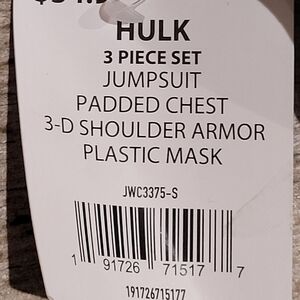 HULK
3 PIECE SET
JUMPSUIT
PADDED CHEST
3-D SHOULDER ARMOR
PLASTIC MASK
JWC3375-S
1 91726 71517 7
191726715177